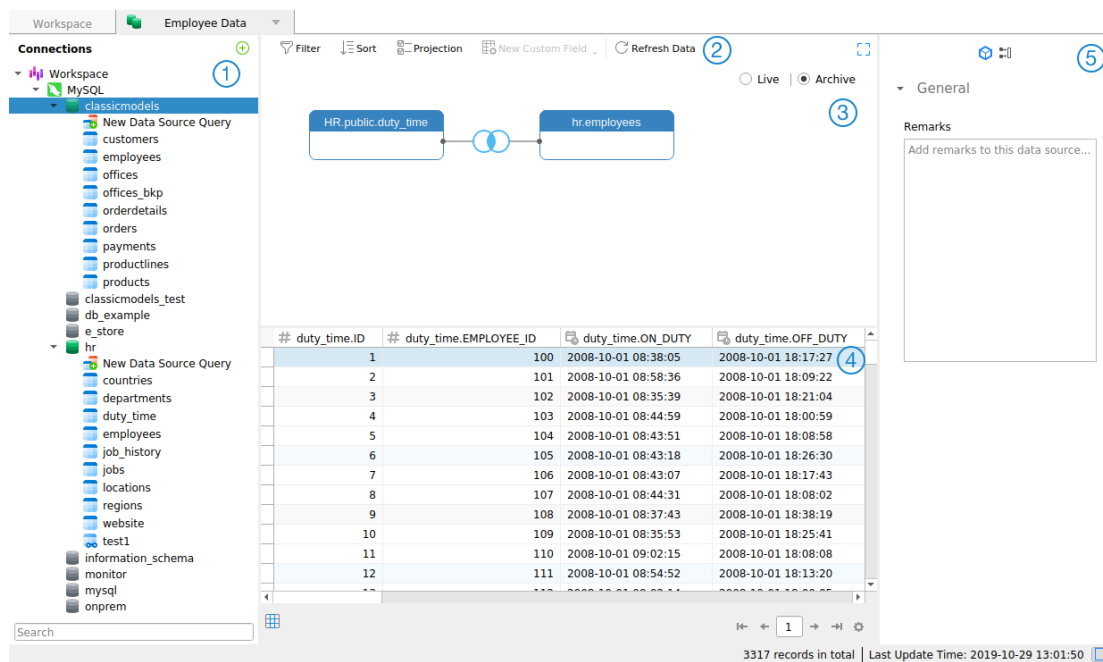 Workspace
Employee Data
Connections
1
Workspace
MySQL
classicmodels
New Data Source Query
customers
employees
offices
offices_bkp
orderdetails
orders
payments
productlines
products
classicmodels_test
db_example
e_store
hr
New Data Source Query
countries
departments
duty_time
employees
job_history
jobs
locations
regions
website
test1
information_schema
monitor
mysql
onprem
Search
Filter Sort Projection New Custom Field Refresh Data 2
Live | Archive
3
HR.public.duty_time
hr.employees
# duty_time.ID # duty_time.EMPLOYEE_ID duty_time.ON_DUTY duty_time.OFF_DUTY
1 100 2008-10-01 08:38:05 2008-10-01 18:17:27
4
2 101 2008-10-01 08:58:36 2008-10-01 18:09:22
3 102 2008-10-01 08:35:39 2008-10-01 18:21:04
4 103 2008-10-01 08:44:59 2008-10-01 18:00:59
5 104 2008-10-01 08:43:51 2008-10-01 18:08:58
6 105 2008-10-01 08:43:18 2008-10-01 18:26:30
7 106 2008-10-01 08:43:07 2008-10-01 18:17:43
8 107 2008-10-01 08:44:31 2008-10-01 18:08:02
9 108 2008-10-01 08:37:43 2008-10-01 18:38:19
10 109 2008-10-01 08:35:53 2008-10-01 18:25:41
11 110 2008-10-01 09:02:15 2008-10-01 18:08:08
12 111 2008-10-01 08:54:52 2008-10-01 18:13:20
1
5
General
Remarks
Add remarks to this data source...
3317 records in total | Last Update Time: 2019-10-29 13:01:50